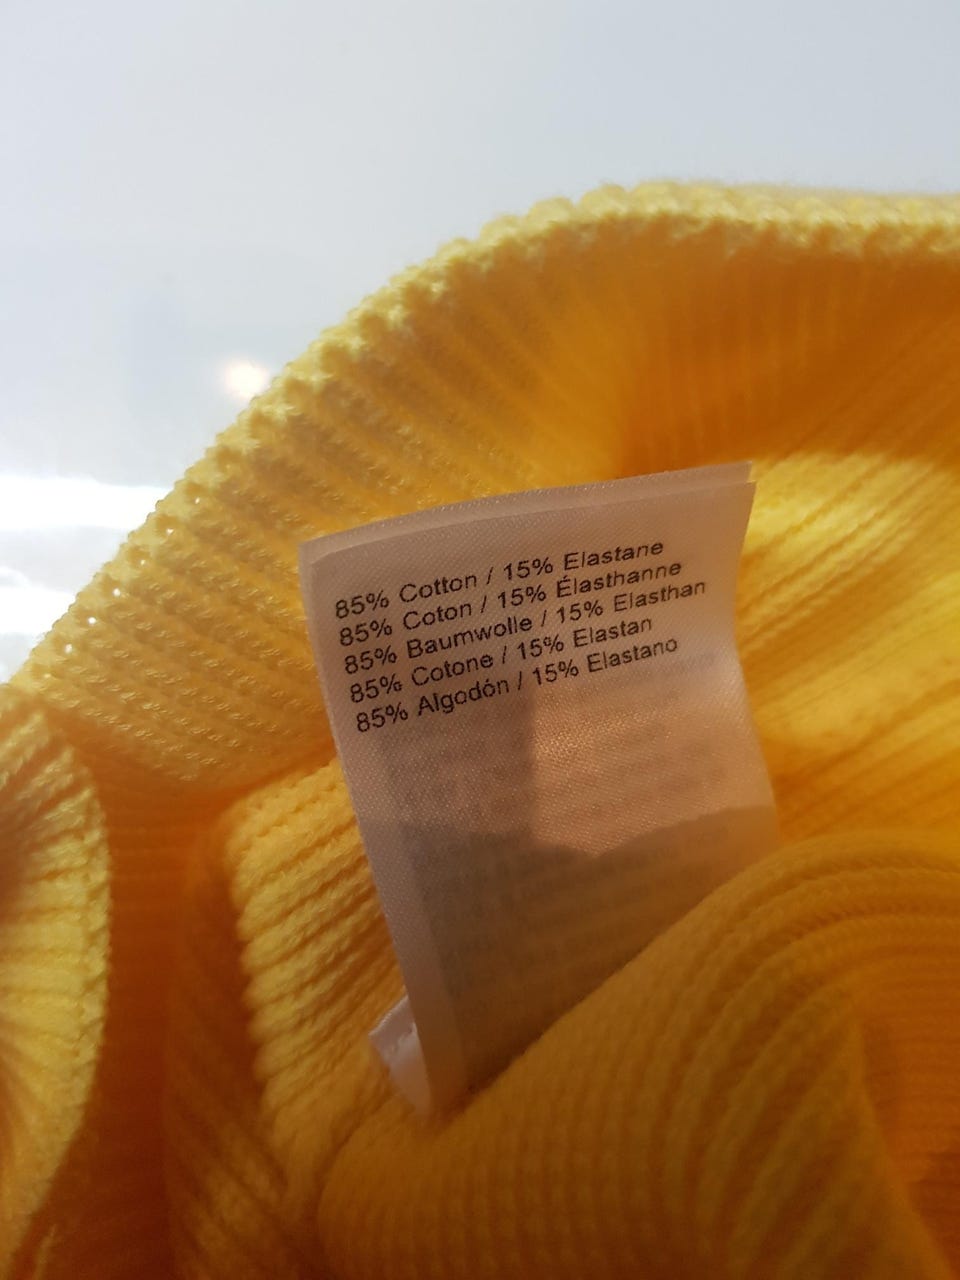 85% Cotton / 15% Elastane
85% Coton / 15% Élasthanne
85% Baumwolle / 15% Elasthan
85% Cotone / 15% Elastan
85% Algodón / 15% Elastano